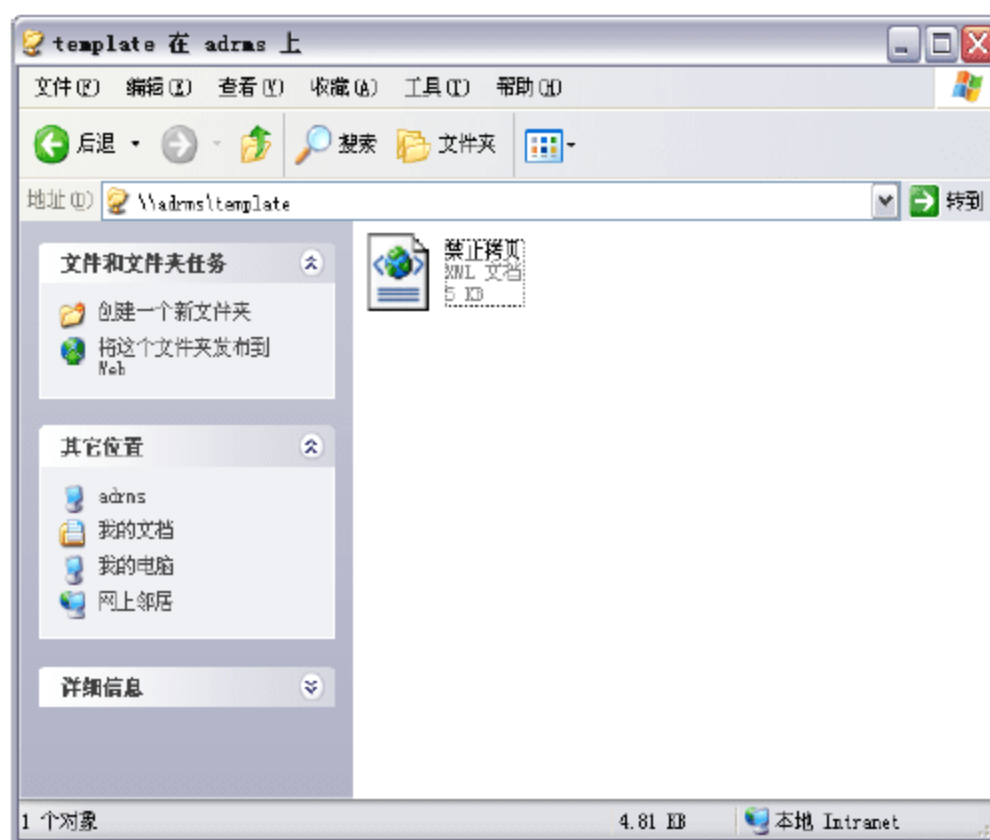 template 在 adrms 上
文件(F) 编辑(E) 查看(V) 收藏(A) 工具(T) 帮助(H)
后退 搜索 文件夹
地址(D) \\adrms\template 转到
文件和文件夹任务
创建一个新文件夹
将这个文件夹发布到
Web
其它位置
adrms
我的文档
我的电脑
网上邻居
详细信息
禁止拷贝
XML 文档
5 KB
1 个对象 4.81 KB 本地 Intranet